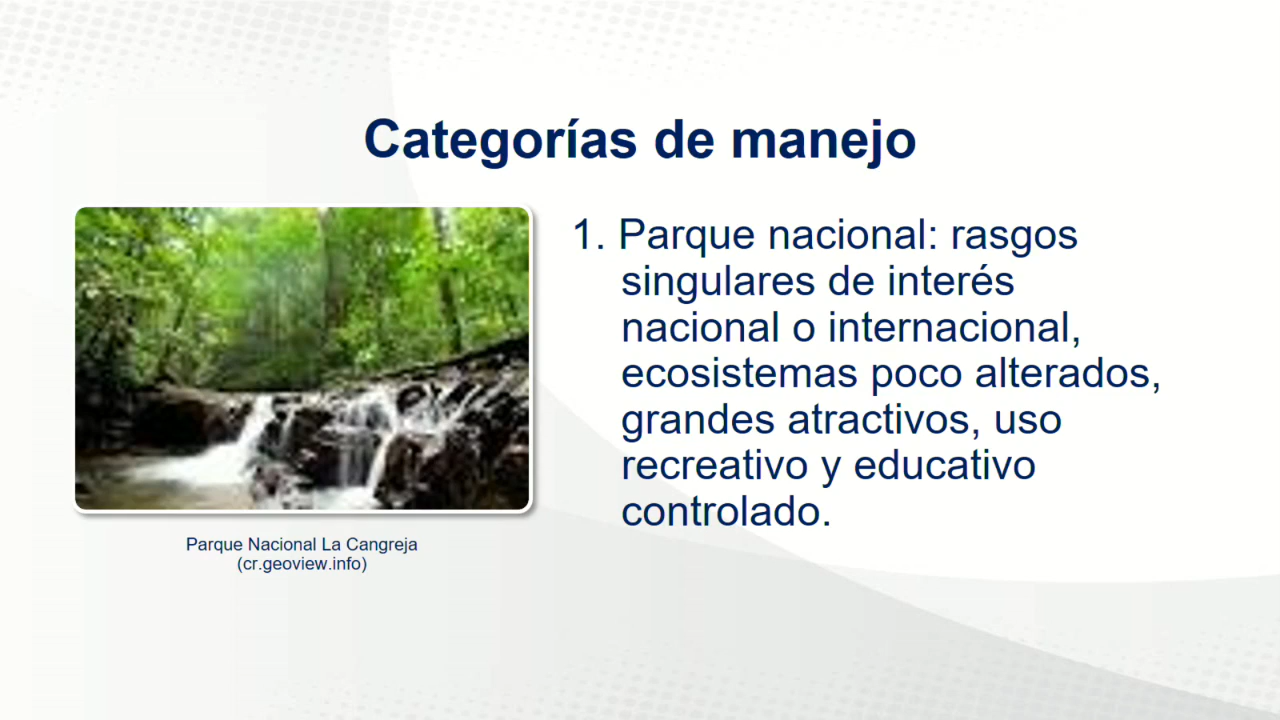 Categorías de manejo
1. Parque nacional: rasgos
singulares de interés
nacional o internacional,
ecosistemas poco alterados,
grandes atractivos, uso
recreativo y educativo
controlado.
Parque Nacional La Cangreja
(cr.geoview.info)